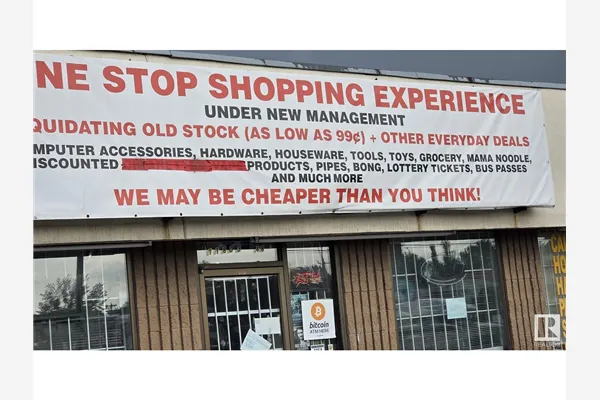 NE STOP SHOPPING EXPERIENCE
UNDER NEW MANAGEMENT
QUIDATING OLD STOCK (AS LOW AS 99¢) + OTHER EVERYDAY DEALS
MPUTER ACCESSORIES, HARDWARE, HOUSEWARE, TOOLS, TOYS, GROCERY, MAMA NOODLE,
ISCOUNTED PRODUCTS, PIPES, BONG, LOTTERY TICKETS, BUS PASSES
AND MUCH MORE
WE MAY BE CHEAPER THAN YOU THINK!
bitcoin
ATM HERE
R